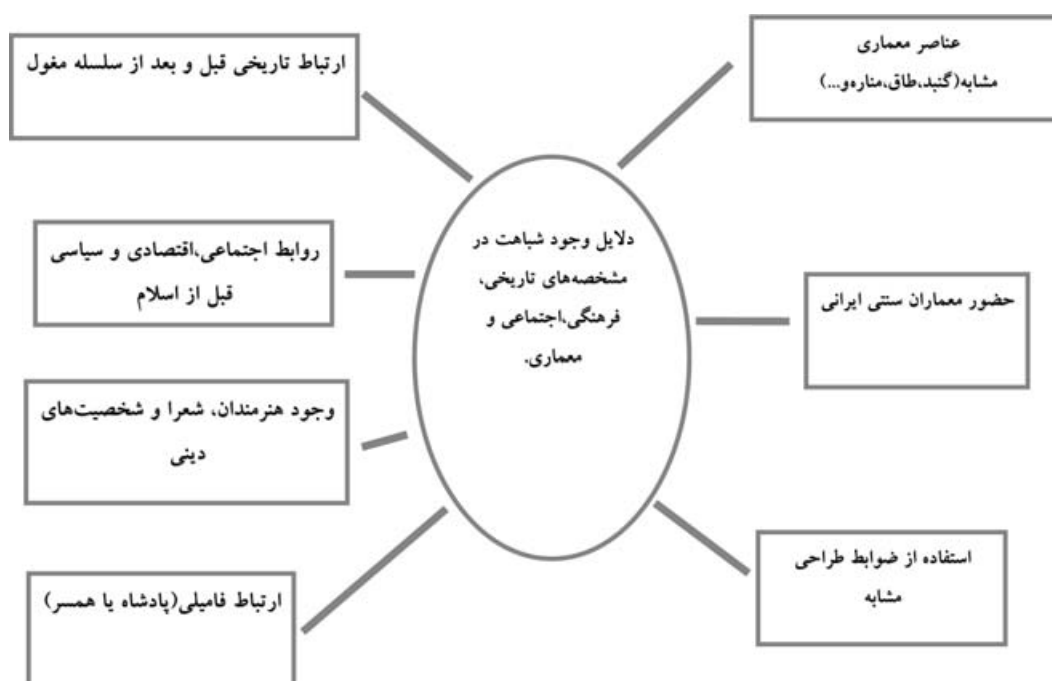 عناصر معماری
مشابه(گنبد،طاق،مناره‌و...)
ارتباط تاریخی قبل و بعد از سلسله مغول
دلایل وجود شباهت در
مشخصه‌های تاریخی،
فرهنگی،اجتماعی و
معماری.
روابط اجتماعی،اقتصادی و سیاسی
قبل از اسلام
حضور معماران سنتی ایرانی
وجود هنرمندان، شعرا و شخصیت‌های
دینی
استفاده از ضوابط طراحی
مشابه
ارتباط فامیلی(پادشاه یا همسر)